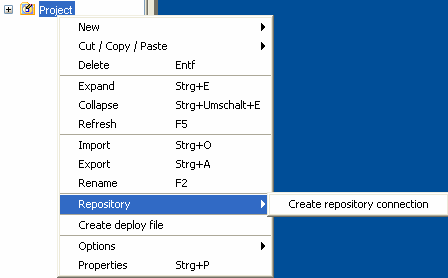 Project
New
Cut / Copy / Paste
Delete Entf
Expand Strg+E
Collapse Strg+Umschalt+E
Refresh F5
Import Strg+O
Export Strg+A
Rename F2
Repository Create repository connection
Create deploy file
Options
Properties Strg+P